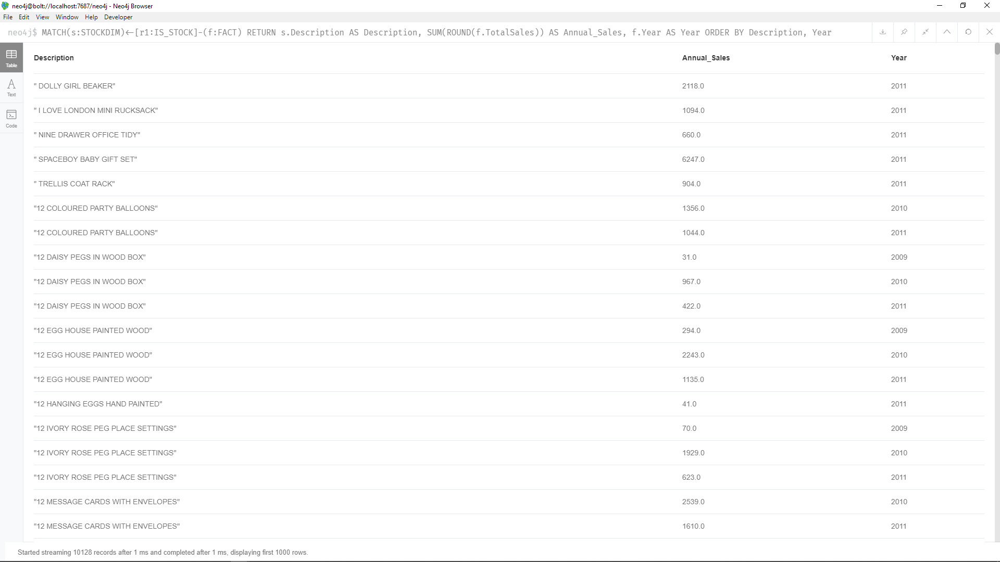 neo4j@bolt://localhost:7687/neo4j - Neo4j Browser
File Edit View Window Help Developer
neo4j$ MATCH(s:STOCKDIM)<-[r1:IS_STOCK]-(f:FACT) RETURN s.Description AS Description, SUM(ROUND(f.TotalSales)) AS Annual_Sales, f.Year AS Year ORDER BY Description, Year
Table
Text
Code
Description Annual_Sales Year
" DOLLY GIRL BEAKER" 2118.0 2011
" I LOVE LONDON MINI RUCKSACK" 1094.0 2011
" NINE DRAWER OFFICE TIDY" 660.0 2011
" SPACEBOY BABY GIFT SET" 6247.0 2011
" TRELLIS COAT RACK" 904.0 2011
"12 COLOURED PARTY BALLOONS" 1356.0 2010
"12 COLOURED PARTY BALLOONS" 1044.0 2011
"12 DAISY PEGS IN WOOD BOX" 31.0 2009
"12 DAISY PEGS IN WOOD BOX" 967.0 2010
"12 DAISY PEGS IN WOOD BOX" 422.0 2011
"12 EGG HOUSE PAINTED WOOD" 294.0 2009
"12 EGG HOUSE PAINTED WOOD" 2243.0 2010
"12 EGG HOUSE PAINTED WOOD" 1135.0 2011
"12 HANGING EGGS HAND PAINTED" 41.0 2011
"12 IVORY ROSE PEG PLACE SETTINGS" 70.0 2009
"12 IVORY ROSE PEG PLACE SETTINGS" 1929.0 2010
"12 IVORY ROSE PEG PLACE SETTINGS" 623.0 2011
"12 MESSAGE CARDS WITH ENVELOPES" 2539.0 2010
"12 MESSAGE CARDS WITH ENVELOPES" 1610.0 2011
Started streaming 10128 records after 1 ms and completed after 1 ms, displaying first 1000 rows.